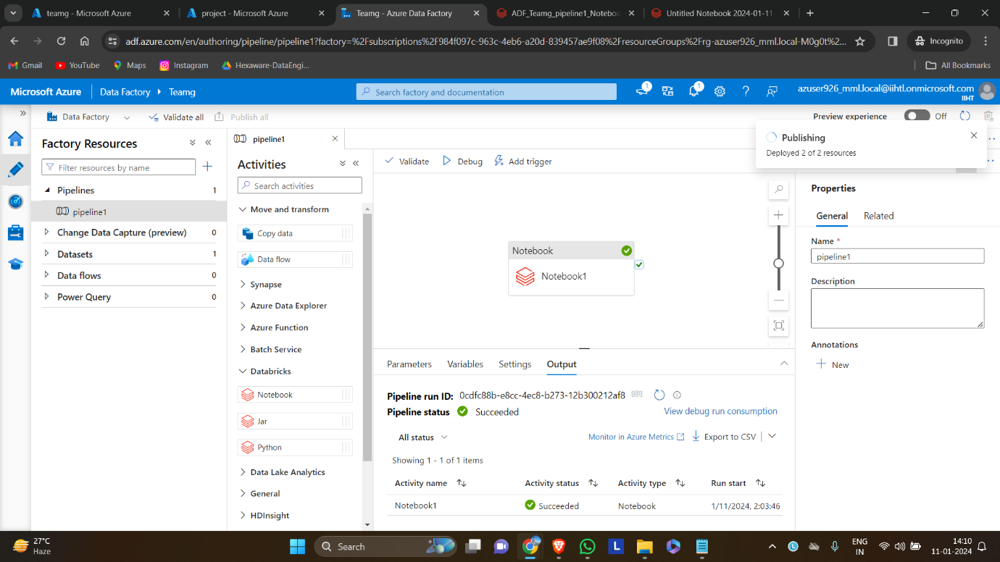 teamg - Microsoft Azure
project - Microsoft Azure
Teamg - Azure Data Factory
ADF_Teamg_pipeline1_Notebo
Untitled Notebook 2024-01-11
adf.azure.com/en/authoring/pipeline/pipeline1?factory=%2Fsubscriptions%2F984f097c-963c-4eb6-a20d-839457ae9f08%2FresourceGroups%2Frg-azuser926_mml.local-M0g0t%2...
Incognito
Gmail
YouTube
Maps
Instagram
Hexaware-DataEngi...
All Bookmarks
Microsoft Azure
Data Factory
Teamg
Search factory and documentation
1
1
azuser926_mml.local@iihtl.onmicrosoft.com
IIHT
Data Factory
Validate all
Publish all
Preview experience
Off
Publishing
Deployed 2 of 2 resources
Factory Resources
Filter resources by name
Pipelines 1
pipeline1
Change Data Capture (preview) 0
Datasets 1
Data flows 0
Power Query 0
pipeline1
Activities
Search activities
Move and transform
Copy data
Data flow
Synapse
Azure Data Explorer
Azure Function
Batch Service
Databricks
Notebook
Jar
Python
Data Lake Analytics
General
HDInsight
Validate
Debug
Add trigger
Notebook
Notebook1
Parameters
Variables
Settings
Output
Pipeline run ID: 0cdfc88b-e8cc-4ec8-b273-12b300212af8
Pipeline status Succeeded
View debug run consumption
All status
Monitor in Azure Metrics
Export to CSV
Showing 1 - 1 of 1 items
Activity name Activity status Activity type Run start
Notebook1 Succeeded Notebook 1/11/2024, 2:03:46
Properties
General
Related
Name *
pipeline1
Description
Annotations
New
27°C
Haze
Search
L
L
ENG
IN
14:10
11-01-2024